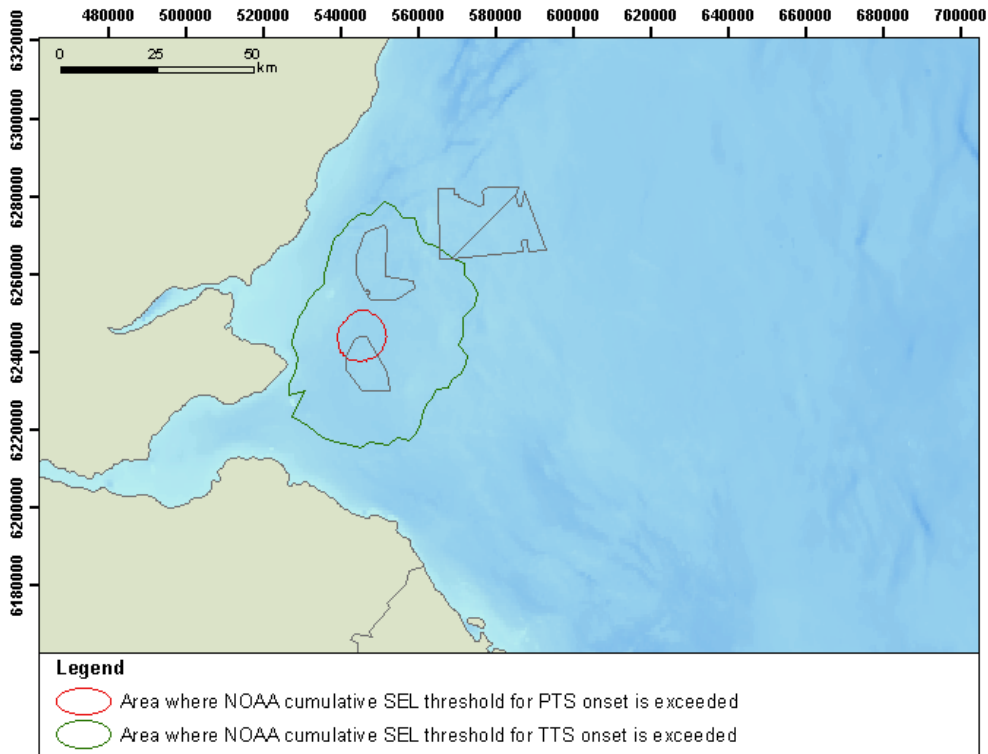 480000 500000 520000 540000 560000 580000 600000 620000 640000 660000 680000 700000
6320000
6300000
6280000
6260000
6240000
6220000
6200000
6180000
0 25 50
km
Legend
Area where NOAA cumulative SEL threshold for PTS onset is exceeded
Area where NOAA cumulative SEL threshold for TTS onset is exceeded